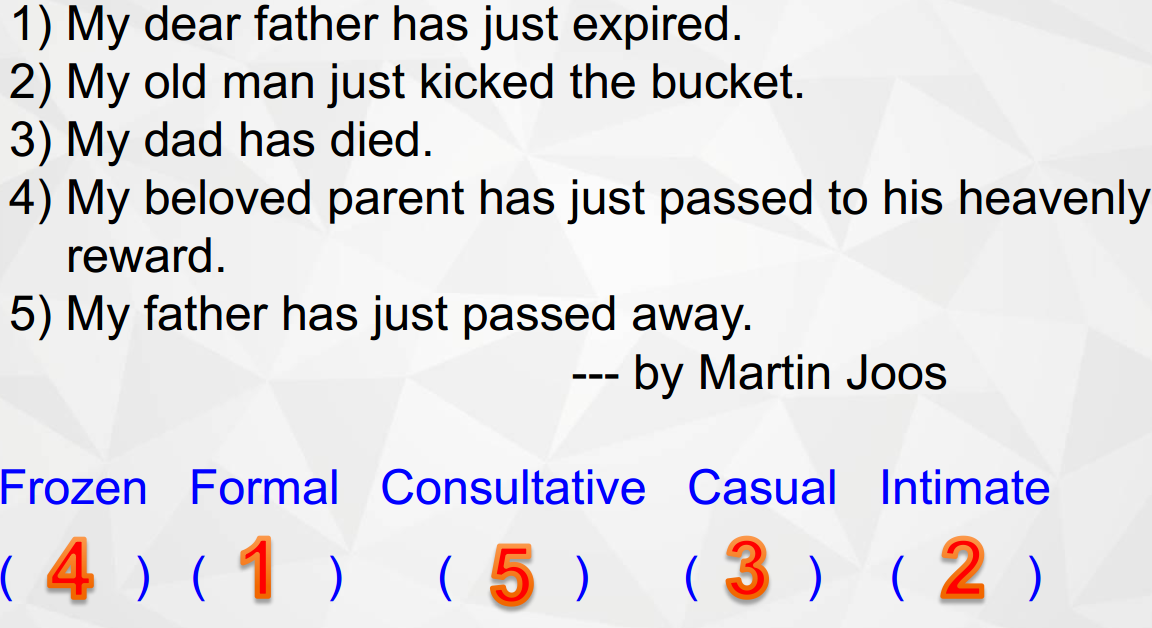 1) My dear father has just expired.
2) My old man just kicked the bucket.
3) My dad has died.
4) My beloved parent has just passed to his heavenly
reward.
5) My father has just passed away.
--- by Martin Joos
Frozen Formal Consultative Casual Intimate
( 4 ) ( 1 ) ( 5 ) ( 3 ) ( 2 )